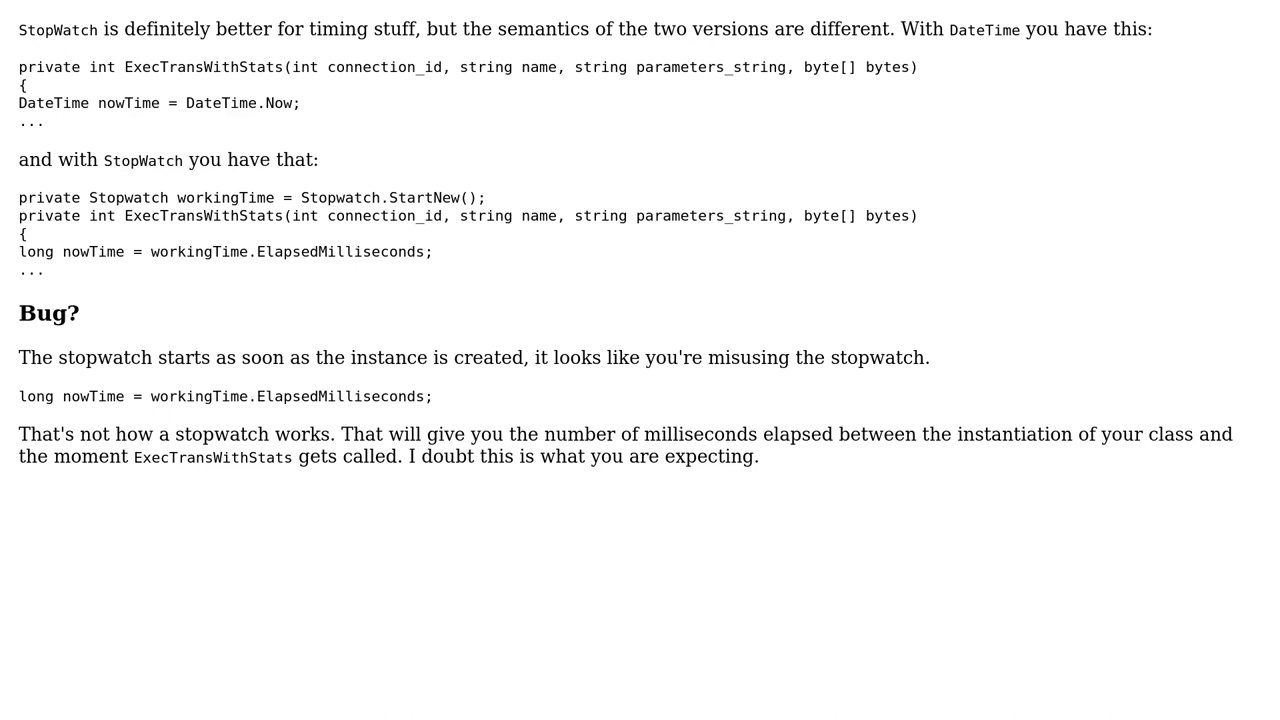 StopWatch is definitely better for timing stuff, but the semantics of the two versions are different. With DateTime you have this:
private int ExecTransWithStats(int connection_id, string name, string parameters_string, byte[] bytes)
{
DateTime nowTime = DateTime.Now;
...
and with StopWatch you have that:
private Stopwatch workingTime = Stopwatch.StartNew();
private int ExecTransWithStats(int connection_id, string name, string parameters_string, byte[] bytes)
{
long nowTime = workingTime.ElapsedMilliseconds;
...
Bug?
The stopwatch starts as soon as the instance is created, it looks like you're misusing the stopwatch.
long nowTime = workingTime.ElapsedMilliseconds;
That's not how a stopwatch works. That will give you the number of milliseconds elapsed between the instantiation of your class and
the moment ExecTransWithStats gets called. I doubt this is what you are expecting.